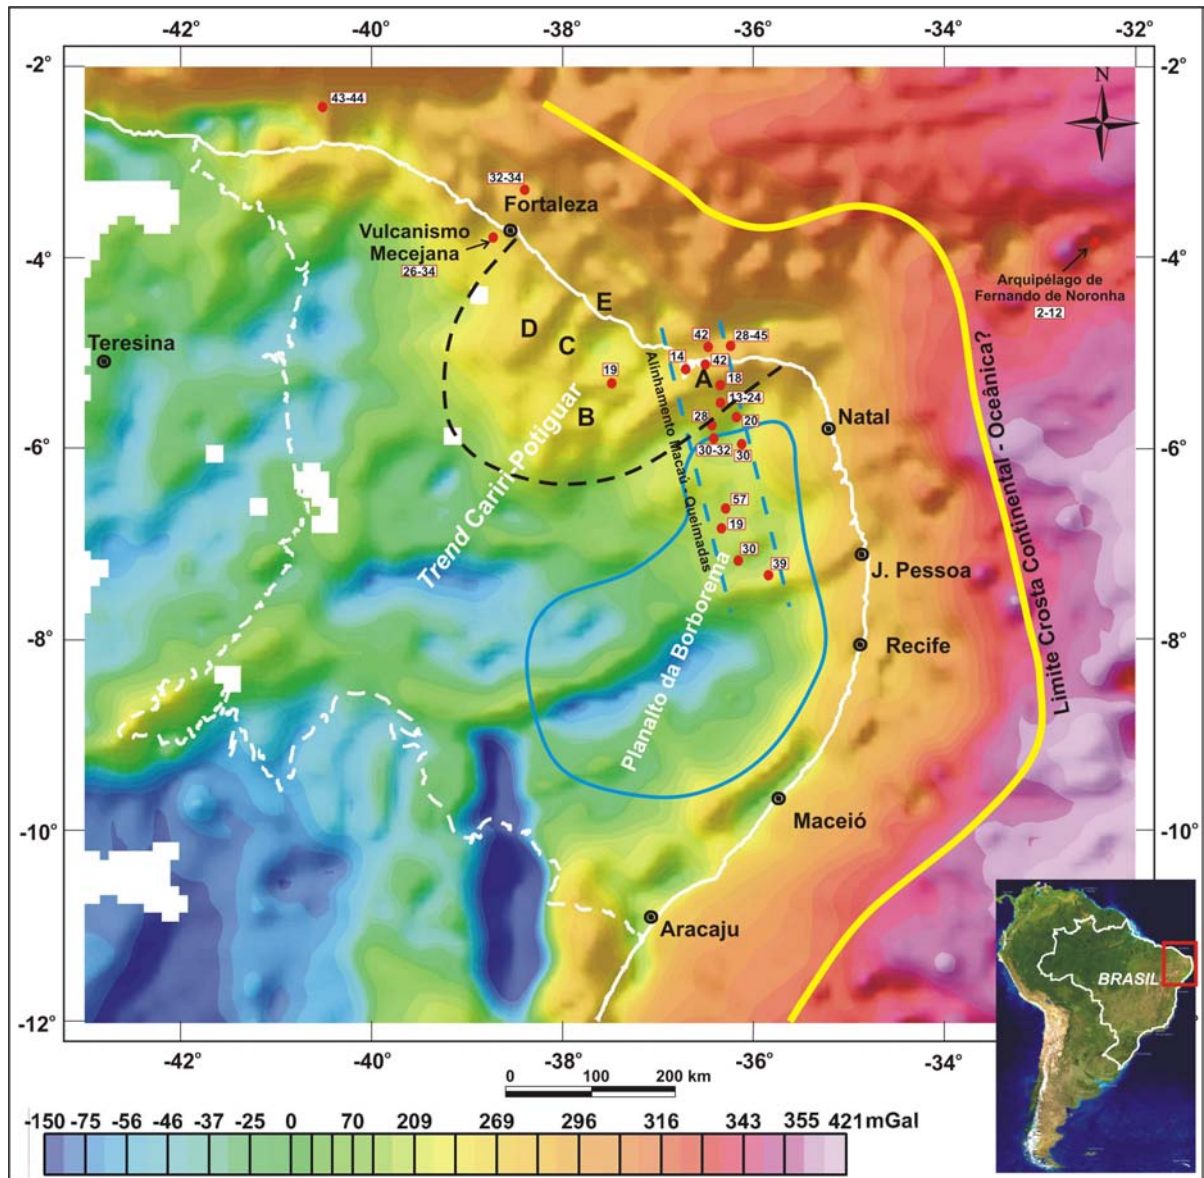 -42° -40° -38° -36° -34° -32°
-2° -2°
N
43-44
32-34
Fortaleza
Vulcanismo
Mecejana
26-34
-4° -4°
Arquipélago de
Fernando de Noronha
2-12
E
D
C
Teresina
42 28-45
14 42
A
19 18
13-24
B
28 20
Natal
30-32
30
-6° -6°
Alinhamento Macaú - Queimadas
Trend Cariri-Potiguar
Limite Crosta Continental - Oceânica?
57
19
30
39
J. Pessoa
Planalto da Borborema
-8° -8°
Recife
Maceió
-10° -10°
Aracaju
BRASIL
-12°
-42° -40° -38° -36° -34°
0 100 200 km
-150 -75 -56 -46 -37 -25 0 70 209 269 296 316 343 355 421 mGal